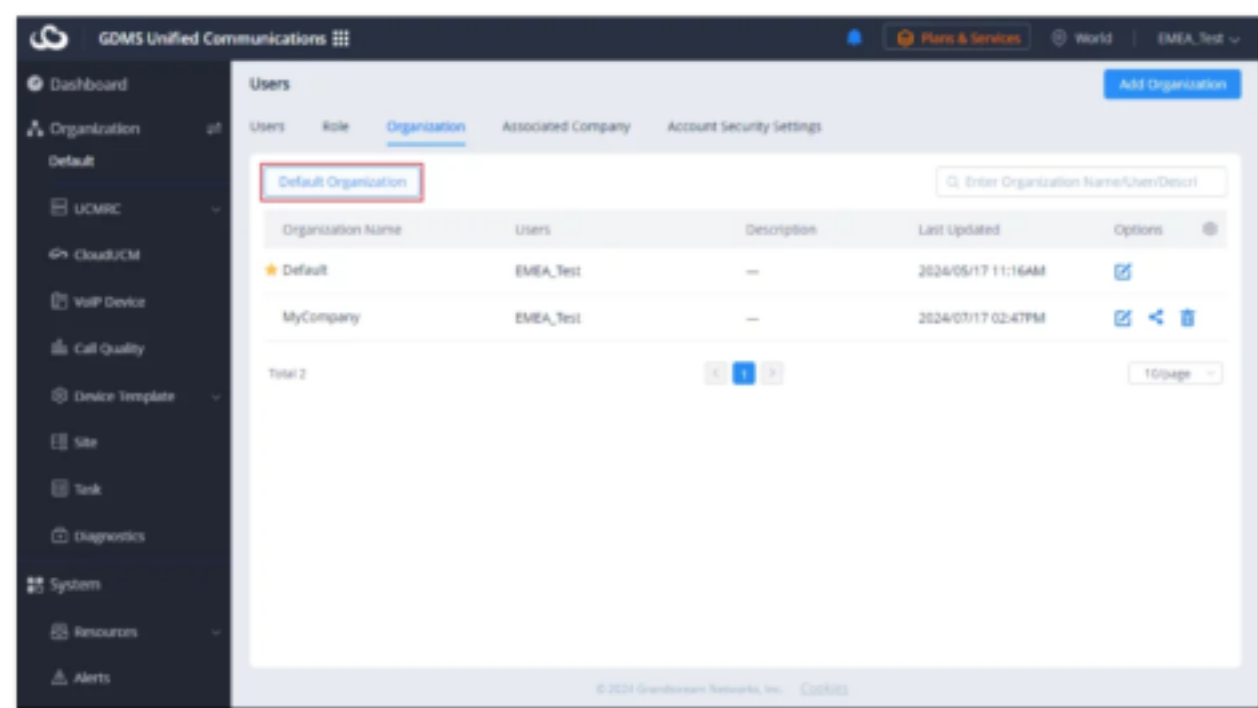 GDMS Unified Communications
Plans & Services
World
EMEA_Test
Dashboard
Organization
Default
UCMRC
CloudUCM
VoIP Device
Call Quality
Device Template
Site
Task
Diagnostics
System
Resources
Alerts
Users
Add Organization
Users Role Organization Associated Company Account Security Settings
Default Organization
Enter Organization Name/User/Descri
Organization Name Users Description Last Updated Options
Default EMEA_Test — 2024/05/17 11:16AM
MyCompany EMEA_Test — 2024/07/17 02:47PM
Total 2
1
10/page
© 2024 Grandstream Networks, Inc. Cookies